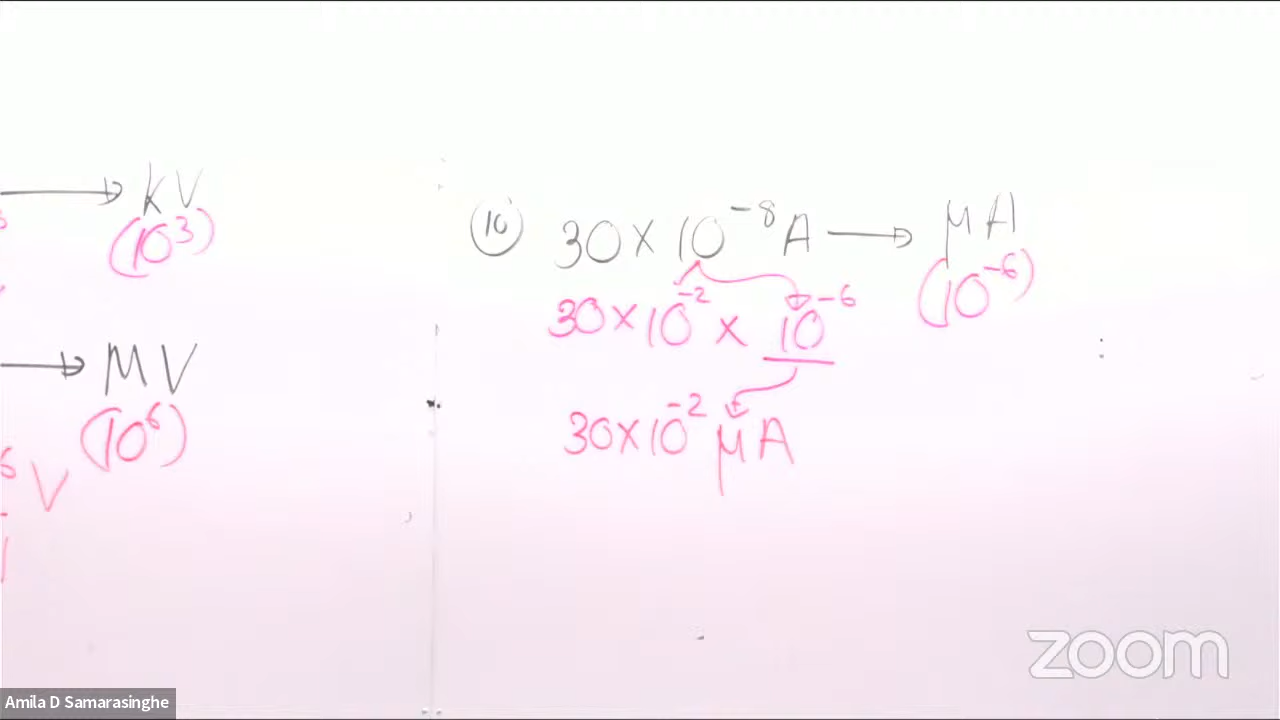 → KV
(10³)
→ MV
(10⁶)
6 V
⑩ 30 × 10⁻⁸ A → μA
(10⁻⁶)
30 × 10⁻² × 10⁻⁶
30 × 10⁻² μA
zoom
Amila D Samarasinghe